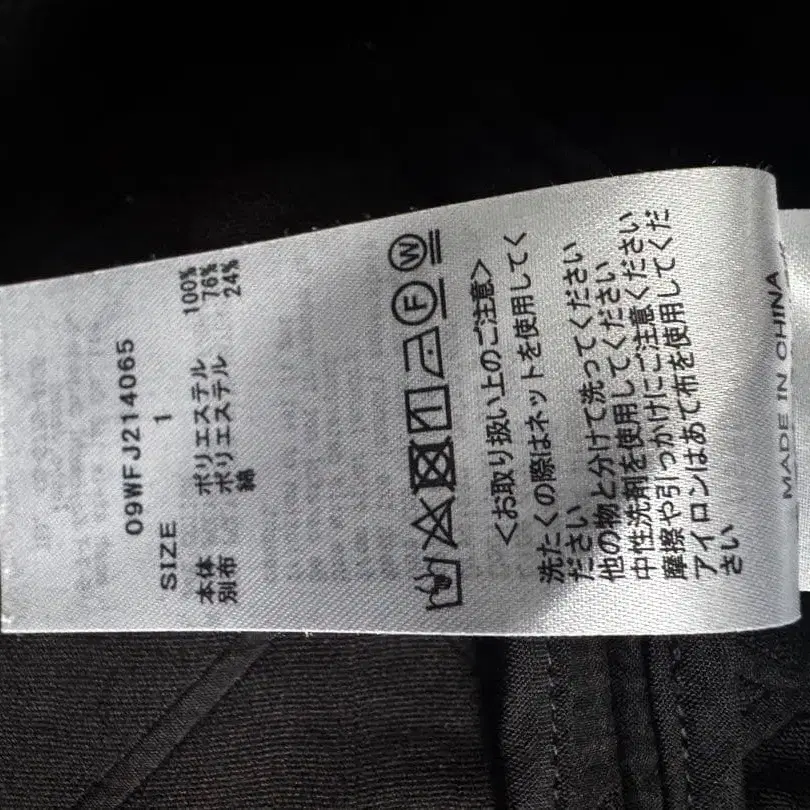 09WFJ214065
SIZE 1
本体 ポリエステル 100%
別布 ポリエステル 76%
綿 24%
F W
<お取り扱い上のご注意>
洗たくの際はネットを使用してく
ださい
他の物と分けて洗ってください
中性洗剤を使用してください
摩擦や引っかけにご注意ください
アイロンはあて布を使用してくだ
さい
MADE IN CHINA